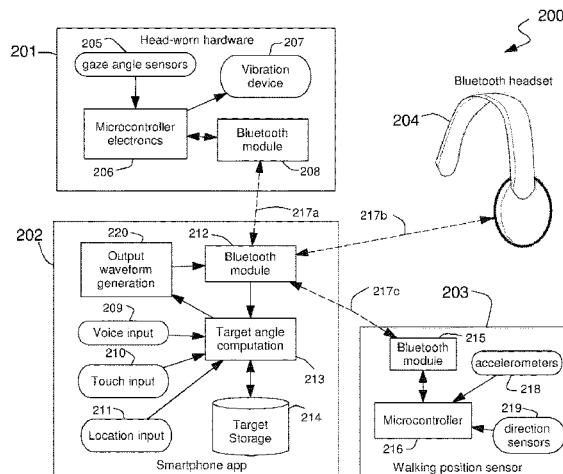 200
Head-worn hardware
201
205
gaze angle sensors
207
Vibration device
Microcontroller electroncs
206
Bluetooth module
208
Bluetooth headset
204
217a
217b
217c
202
220
Output waveform generation
212
Bluetooth module
209
Voice input
210
Touch input
211
Location input
Target angle computation
213
214
Target Storage
Smartphone app
203
215
Bluetooth module
accelerometers
218
219
direction sensors
Microcontroller
216
Walking position sensor